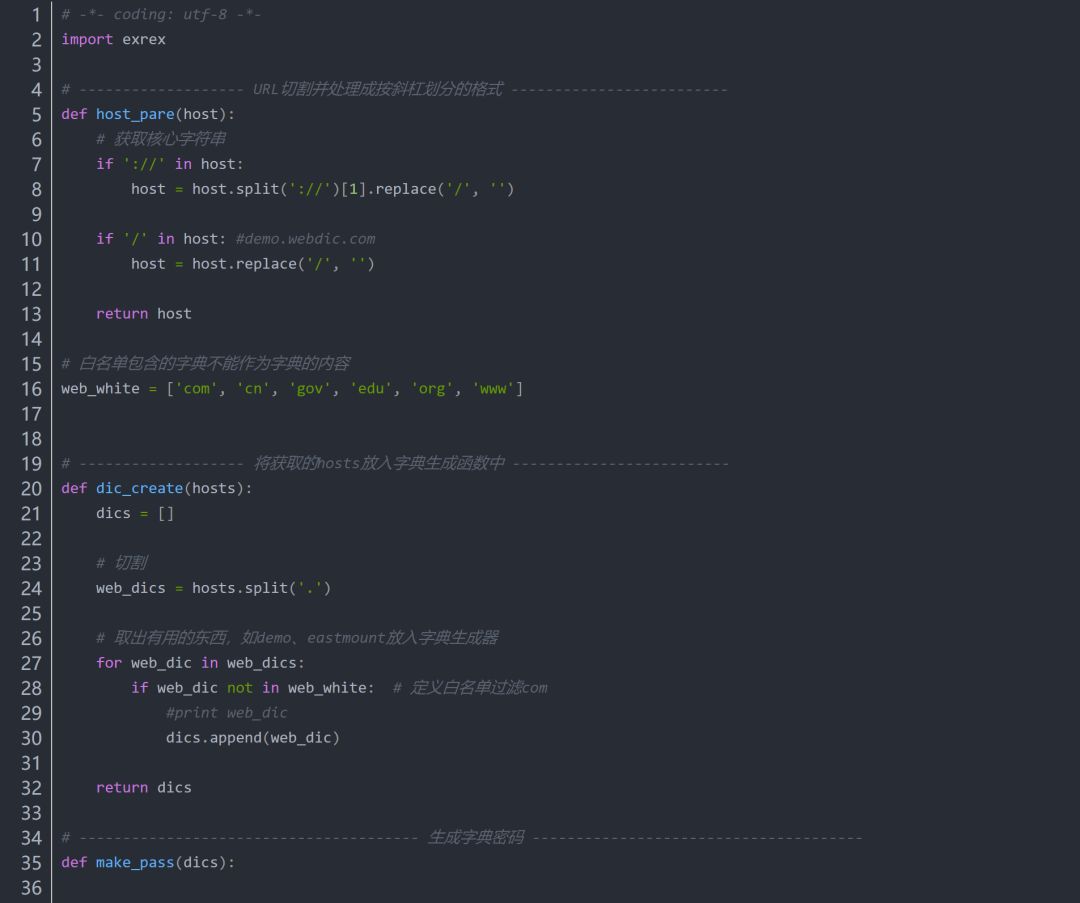 1 # -*- coding: utf-8 -*-
2 import exrex
3
4 # ------------------- URL切割并处理成按斜杠划分的格式 -------------------------
5 def host_pare(host):
6     # 获取核心字符串
7     if '://' in host:
8         host = host.split('://')[1].replace('/', '')
9
10     if '/' in host: #demo.webdic.com
11         host = host.replace('/', '')
12
13     return host
14
15 # 白名单包含的字典不能作为字典的内容
16 web_white = ['com', 'cn', 'gov', 'edu', 'org', 'www']
17
18
19 # ------------------- 将获取的hosts放入字典生成函数中 -------------------------
20 def dic_create(hosts):
21     dics = []
22
23     # 切割
24     web_dics = hosts.split('.')
25
26     # 取出有用的东西，如demo、eastmount放入字典生成器
27     for web_dic in web_dics:
28         if web_dic not in web_white:  # 定义白名单过滤com
29             #print web_dic
30             dics.append(web_dic)
31
32     return dics
33
34 # --------------------------------------- 生成字典密码 --------------------------------------
35 def make_pass(dics):
36